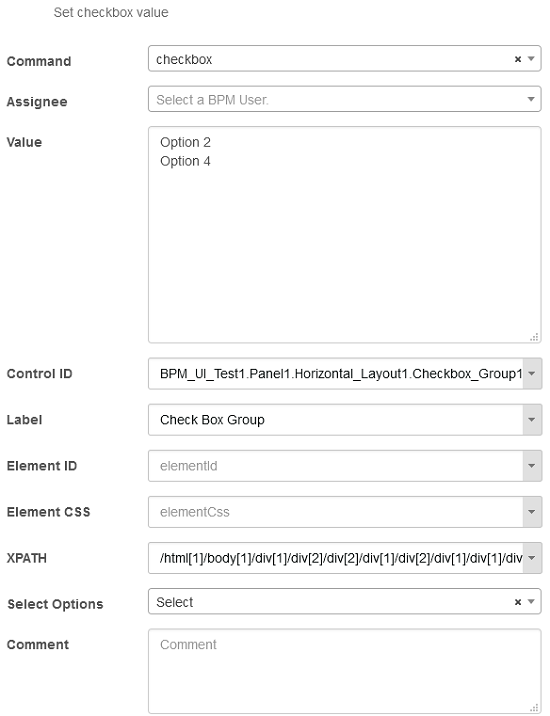 Set checkbox value
Command
checkbox
Assignee
Select a BPM User.
Value
Option 2
Option 4
Control ID
BPM_UI_Test1.Panel1.Horizontal_Layout1.Checkbox_Group1
Label
Check Box Group
Element ID
elementId
Element CSS
elementCss
XPATH
/html[1]/body[1]/div[1]/div[2]/div[2]/div[1]/div[2]/div[1]/div[1]/div
Select Options
Select
Comment
Comment